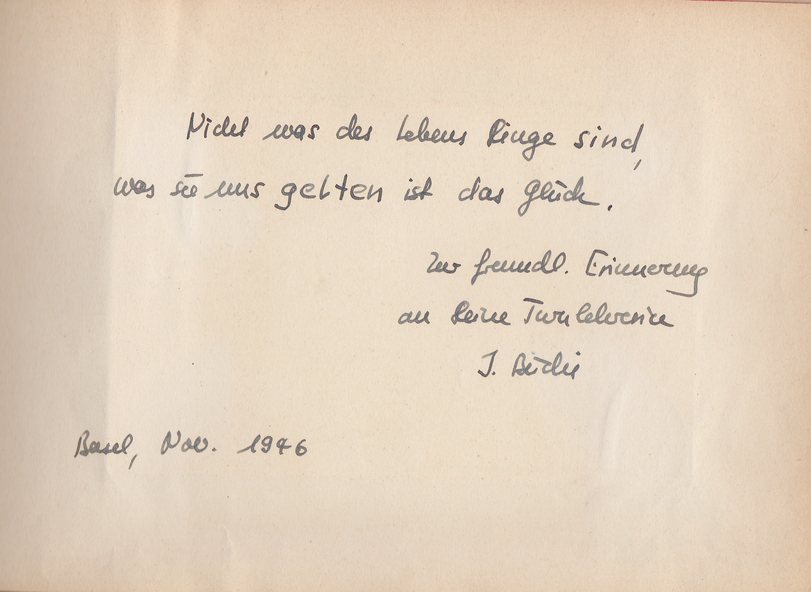 Nicht was des Lebens Dinge sind,
was sie uns gelten ist das Glück.
Zur freundl. Erinnerung
an Deine Turnlehrerin
J.
Basel, Nov. 1946